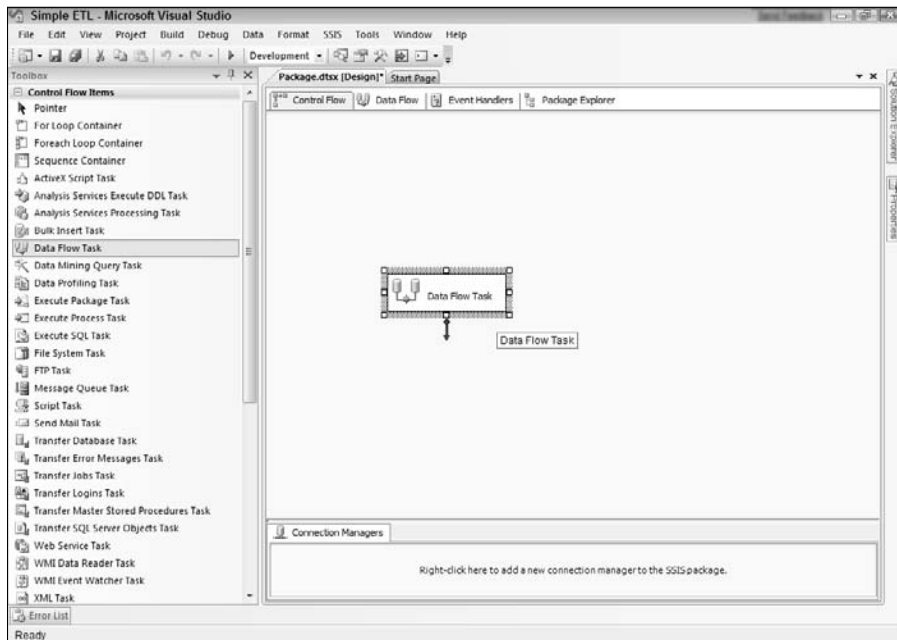 Simple ETL - Microsoft Visual Studio
File Edit View Project Build Debug Data Format SSIS Tools Window Help
Development
Toolbox
Package.dtsx [Design]* Start Page
Control Flow Items
Control Flow Data Flow Event Handlers Package Explorer
Pointer
For Loop Container
Foreach Loop Container
Sequence Container
ActiveX Script Task
Analysis Services Execute DDL Task
Analysis Services Processing Task
Bulk Insert Task
Data Flow Task
Data Mining Query Task
Data Profiling Task
Execute Package Task
Execute Process Task
Execute SQL Task
File System Task
FTP Task
Message Queue Task
Script Task
Send Mail Task
Transfer Database Task
Transfer Error Messages Task
Transfer Jobs Task
Transfer Logins Task
Transfer Master Stored Procedures Task
Transfer SQL Server Objects Task
Web Service Task
WMI Data Reader Task
WMI Event Watcher Task
XML Task
Data Flow Task
Data Flow Task
Connection Managers
Right-click here to add a new connection manager to the SSIS package.
Solution Explorer
Properties
Error List
Ready